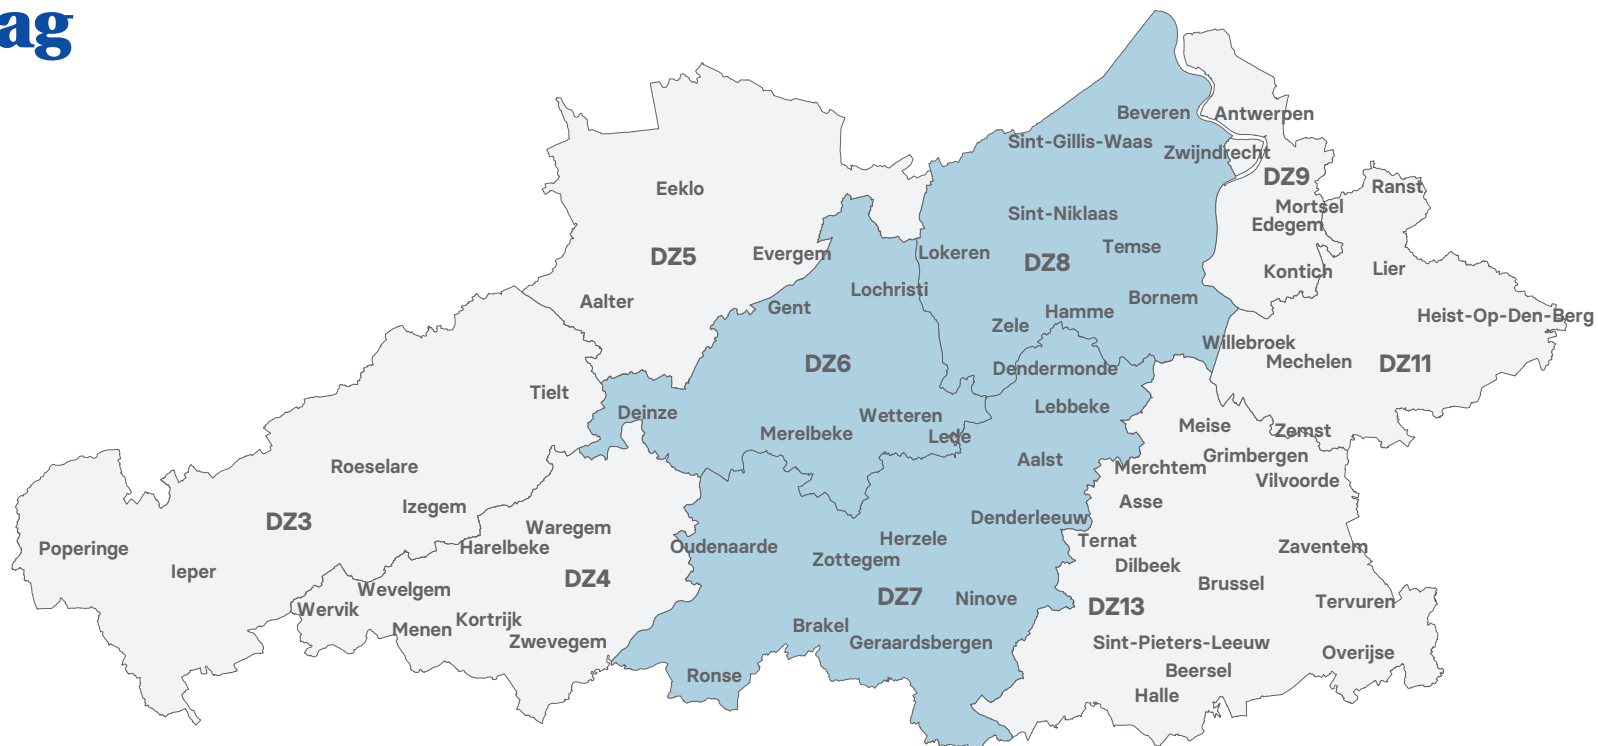 ag
Beveren
Antwerpen
Sint-Gillis-Waas
Zwijndrecht
DZ9
Ranst
Eeklo
Mortsel
Sint-Niklaas
Edegem
Temse
Evergem
Lokeren
DZ5
DZ8
Lier
Kontich
Lochristi
Bornem
Aalter
Gent
Hamme
Heist-Op-Den-Berg
Zele
Willebroek
DZ6
Mechelen
DZ11
Dendermonde
Tielt
Lebbeke
Deinze
Wetteren
Meise
Merelbeke
Lede
Zemst
Grimbergen
Aalst
Roeselare
Merchtem
Vilvoorde
Asse
Izegem
Denderleeuw
DZ3
Waregem
Herzele
Ternat
Poperinge
Harelbeke
Oudenaarde
Zaventem
Zottegem
Dilbeek
Ieper
DZ4
Brussel
Wevelgem
DZ7
Ninove
DZ13
Tervuren
Wervik
Kortrijk
Menen
Brakel
Zwevegem
Geraardsbergen
Sint-Pieters-Leeuw
Overijse
Beersel
Ronse
Halle